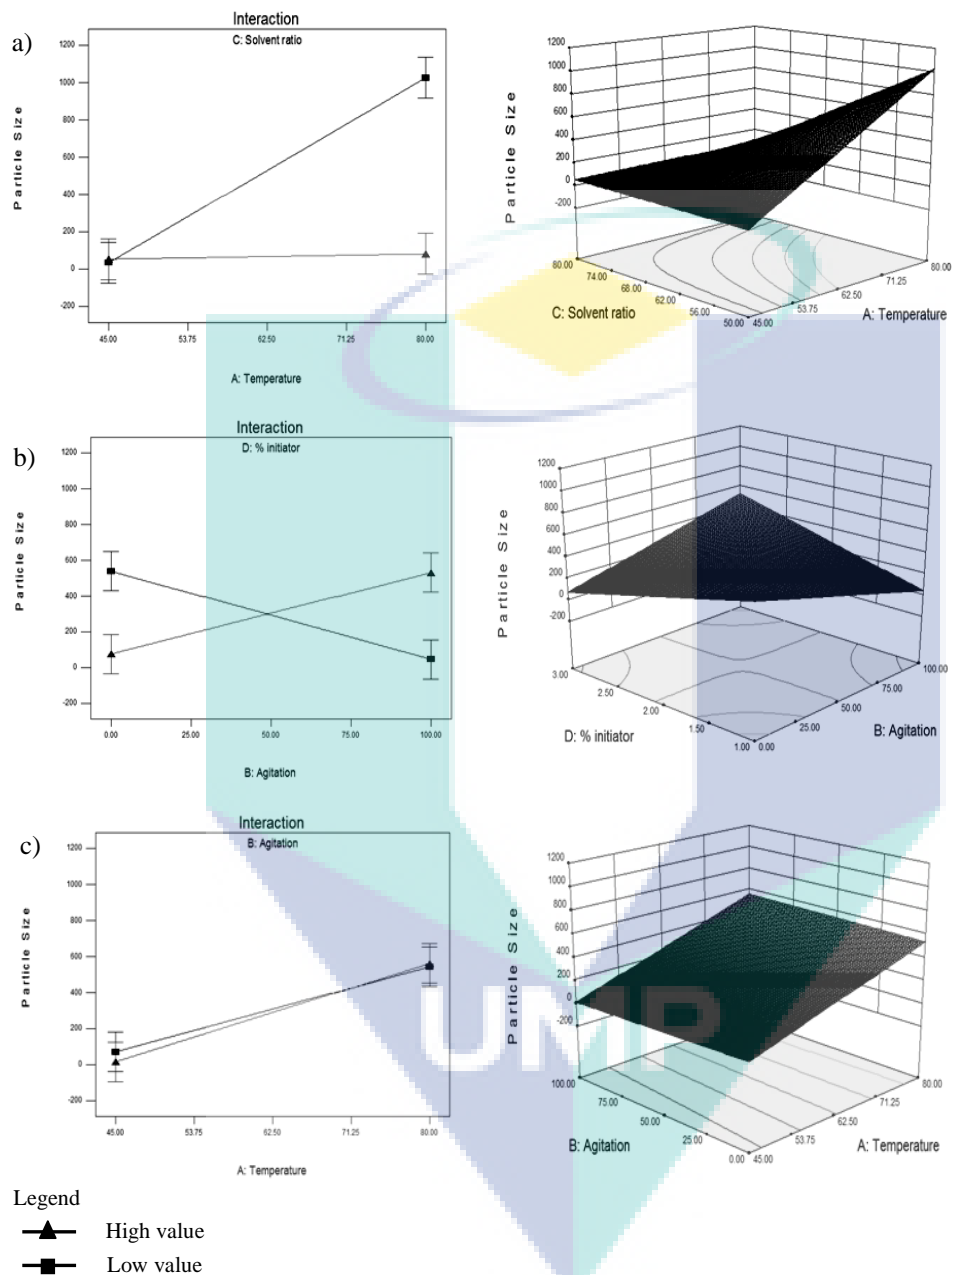 a)
Interaction
C: Solvent ratio
Particle Size
1200
1000
800
600
400
200
0
-200
45.00 53.75 62.50 71.25 80.00
A: Temperature
Particle Size
1200
1000
800
600
400
200
0
-200
80.00 74.00 68.00 62.00 56.00 50.00
C: Solvent ratio
45.00 53.75 62.50 71.25 80.00
A: Temperature
b)
Interaction
D: % initiator
Particle Size
1200
1000
800
600
400
200
0
-200
0.00 25.00 50.00 75.00 100.00
B: Agitation
Particle Size
1200
1000
800
600
400
200
0
-200
3.00 2.50 2.00 1.50 1.00
D: % initiator
0.00 25.00 50.00 75.00 100.00
B: Agitation
c)
Interaction
B: Agitation
Particle Size
1200
1000
800
600
400
200
0
-200
45.00 53.75 62.50 71.25 80.00
A: Temperature
Particle Size
1200
1000
800
600
400
200
0
-200
100.00 75.00 50.00 25.00 0.00
B: Agitation
45.00 53.75 62.50 71.25 80.00
A: Temperature
UMP
Legend
High value
Low value